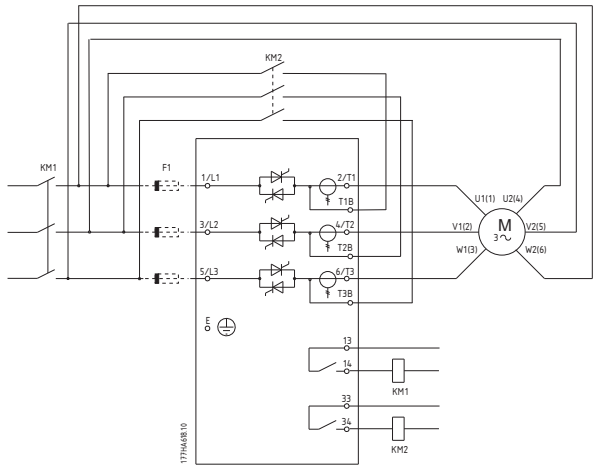 KM2
KM1
F1
1/L1
2/T1
U1(1)
U2(4)
T1B
3/L2
4/T2
V1(2)
M
3
V2(5)
T2B
W1(3)
W2(6)
5/L3
6/T3
T3B
E
13
14
KM1
33
34
KM2
177HA618.10